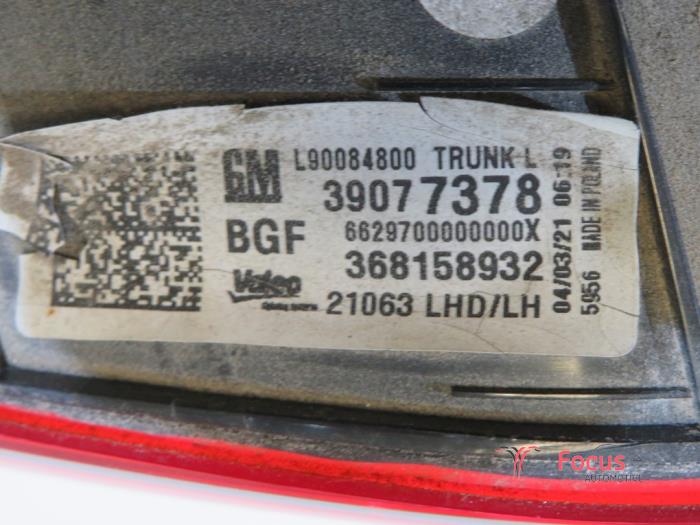 GM L90084800 TRUNK L
39077378
BGF 6629700000000X
368158932
Valeo 21063 LHD/LH
04/03/21 06:19
5956 MADE IN POLAND
Focus
AUTOMOTIVE